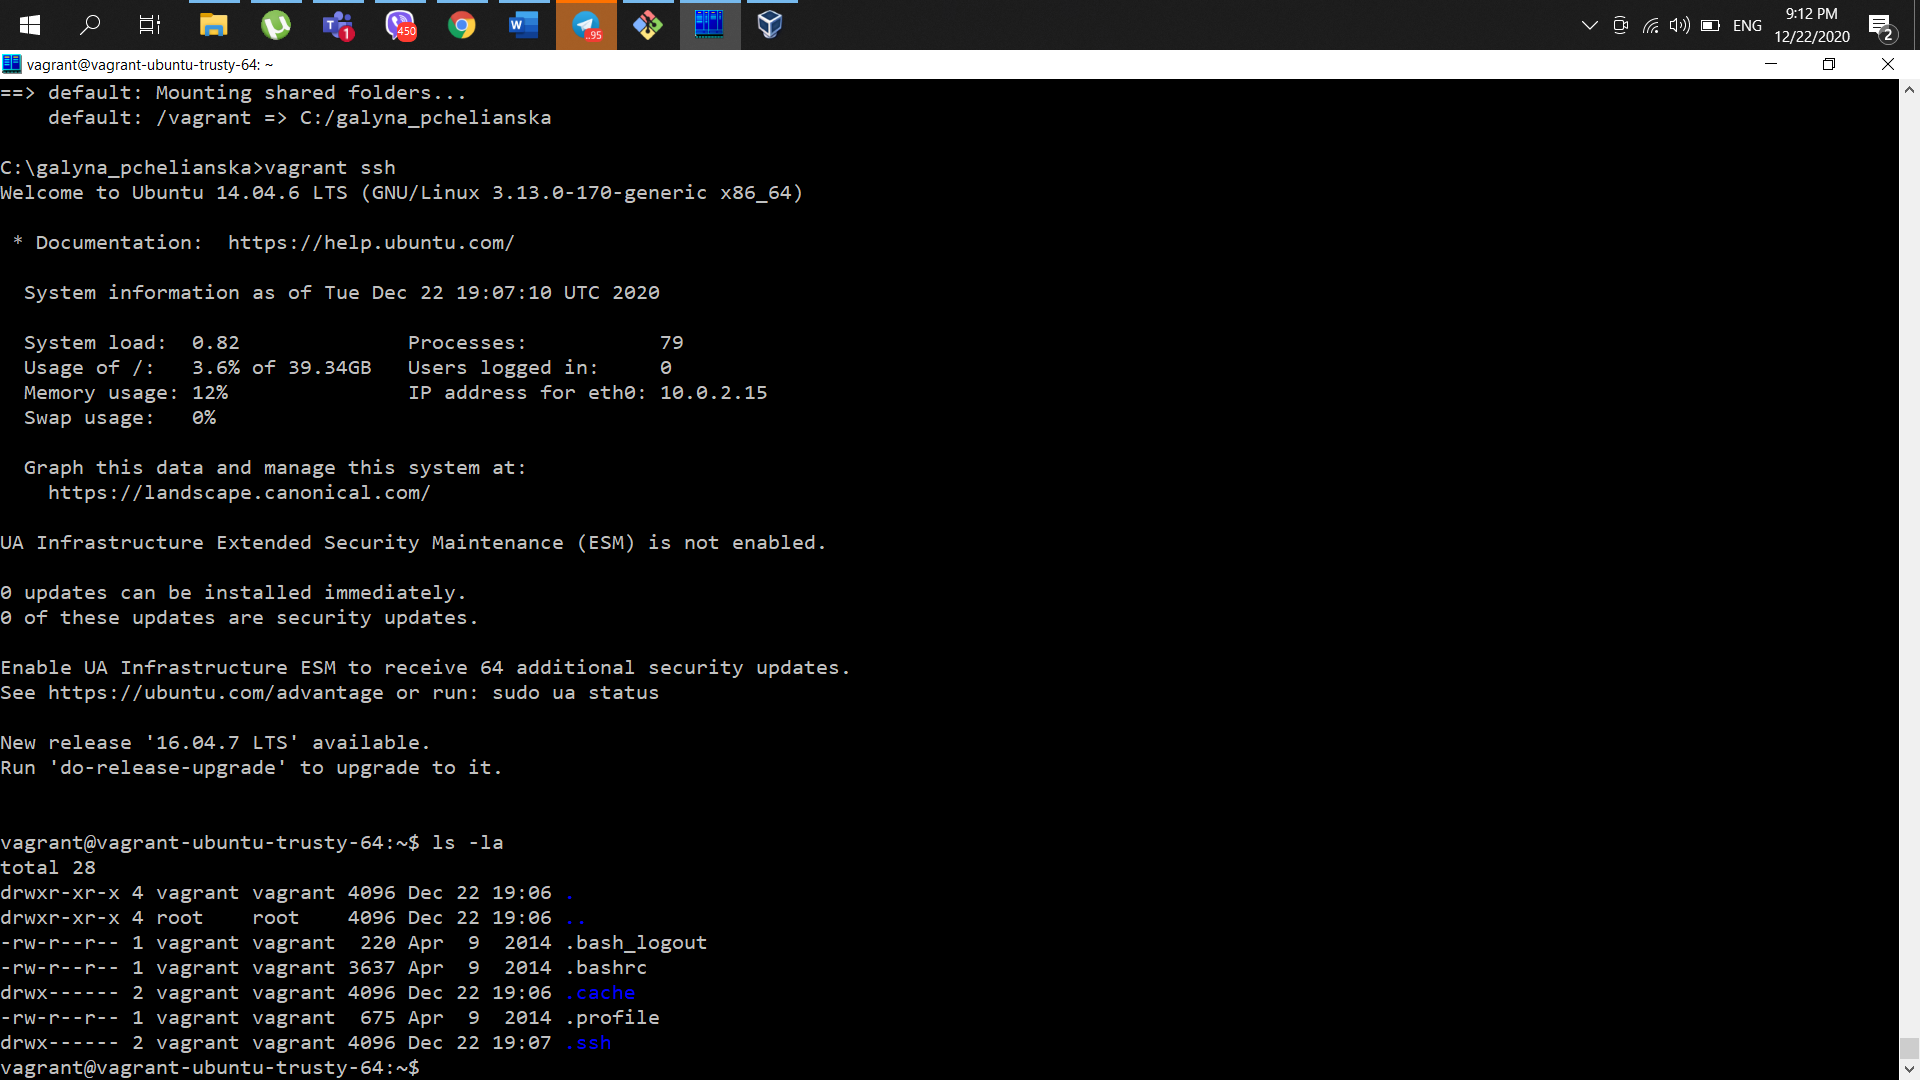 1
450
W
..95
ENG
9:12 PM
12/22/2020
2
vagrant@vagrant-ubuntu-trusty-64: ~
==> default: Mounting shared folders...
    default: /vagrant => C:/galyna_pchelianska

C:\galyna_pchelianska>vagrant ssh
Welcome to Ubuntu 14.04.6 LTS (GNU/Linux 3.13.0-170-generic x86_64)

 * Documentation:  https://help.ubuntu.com/

  System information as of Tue Dec 22 19:07:10 UTC 2020

  System load:  0.82              Processes:           79
  Usage of /:   3.6% of 39.34GB   Users logged in:     0
  Memory usage: 12%               IP address for eth0: 10.0.2.15
  Swap usage:   0%

  Graph this data and manage this system at:
    https://landscape.canonical.com/

UA Infrastructure Extended Security Maintenance (ESM) is not enabled.

0 updates can be installed immediately.
0 of these updates are security updates.

Enable UA Infrastructure ESM to receive 64 additional security updates.
See https://ubuntu.com/advantage or run: sudo ua status

New release '16.04.7 LTS' available.
Run 'do-release-upgrade' to upgrade to it.

vagrant@vagrant-ubuntu-trusty-64:~$ ls -la
total 28
drwxr-xr-x 4 vagrant vagrant 4096 Dec 22 19:06 .
drwxr-xr-x 4 root    root    4096 Dec 22 19:06 ..
-rw-r--r-- 1 vagrant vagrant  220 Apr  9  2014 .bash_logout
-rw-r--r-- 1 vagrant vagrant 3637 Apr  9  2014 .bashrc
drwx------ 2 vagrant vagrant 4096 Dec 22 19:06 .cache
-rw-r--r-- 1 vagrant vagrant  675 Apr  9  2014 .profile
drwx------ 2 vagrant vagrant 4096 Dec 22 19:07 .ssh
vagrant@vagrant-ubuntu-trusty-64:~$